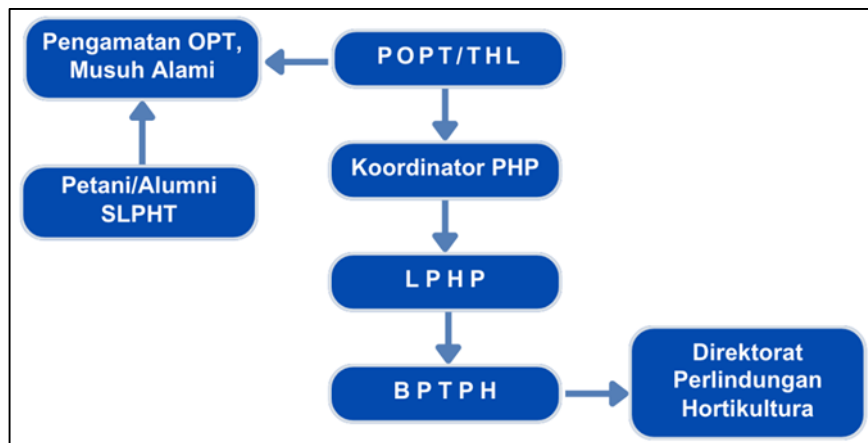 Pengamatan OPT,
Musuh Alami
POPT/THL
Petani/Alumni
SLPHT
Koordinator PHP
LPHP
BPTPH
Direktorat
Perlindungan
Hortikultura